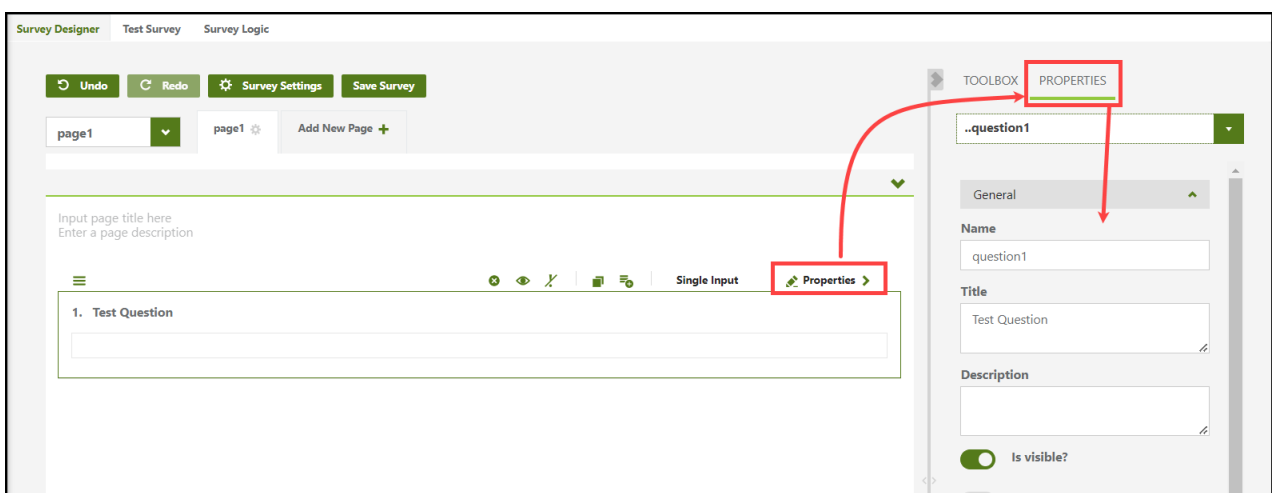 Survey Designer Test Survey Survey Logic
Undo Redo Survey Settings Save Survey
page1 page1 Add New Page
Input page title here
Enter a page description
Single Input Properties
1. Test Question
TOOLBOX PROPERTIES
..question1
General
Name
question1
Title
Test Question
Description
Is visible?